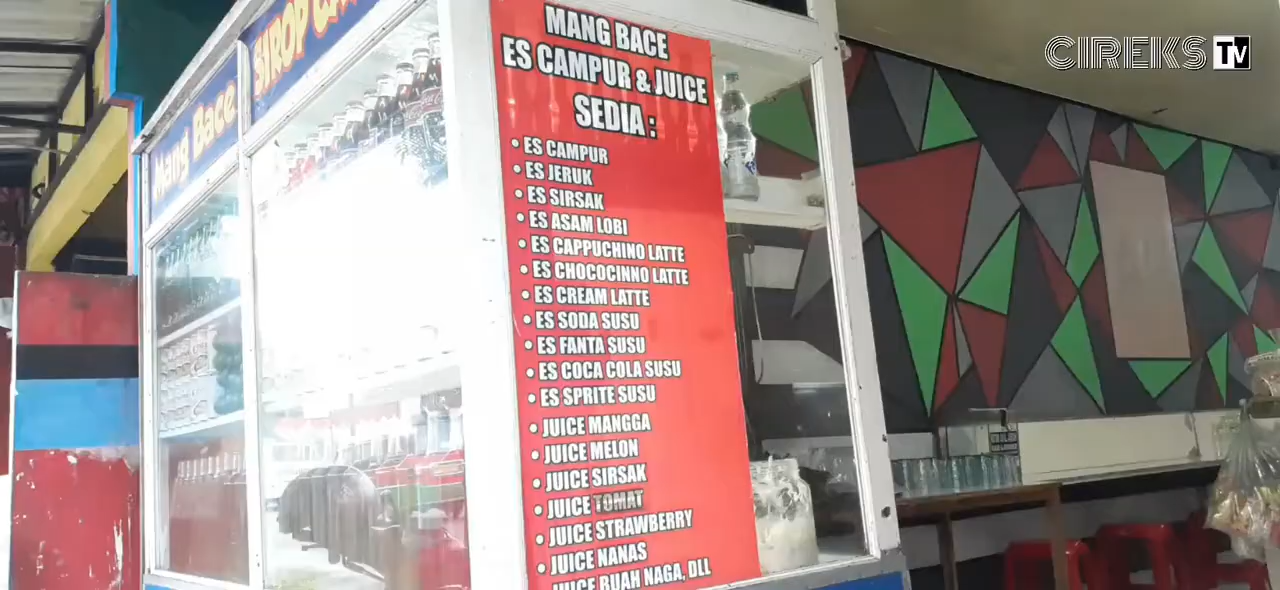 CIREKS TV
Mang Bace
SIROP
MANG BACE
ES CAMPUR & JUICE
SEDIA :
• ES CAMPUR
• ES JERUK
• ES SIRSAK
• ES ASAM LOBI
• ES CAPPUCHINO LATTE
• ES CHOCOCINNO LATTE
• ES CREAM LATTE
• ES SODA SUSU
• ES FANTA SUSU
• ES COCA COLA SUSU
• ES SPRITE SUSU
• JUICE MANGGA
• JUICE MELON
• JUICE SIRSAK
• JUICE TOMAT
• JUICE STRAWBERRY
• JUICE NANAS
JUICE BUAH NAGA, DLL